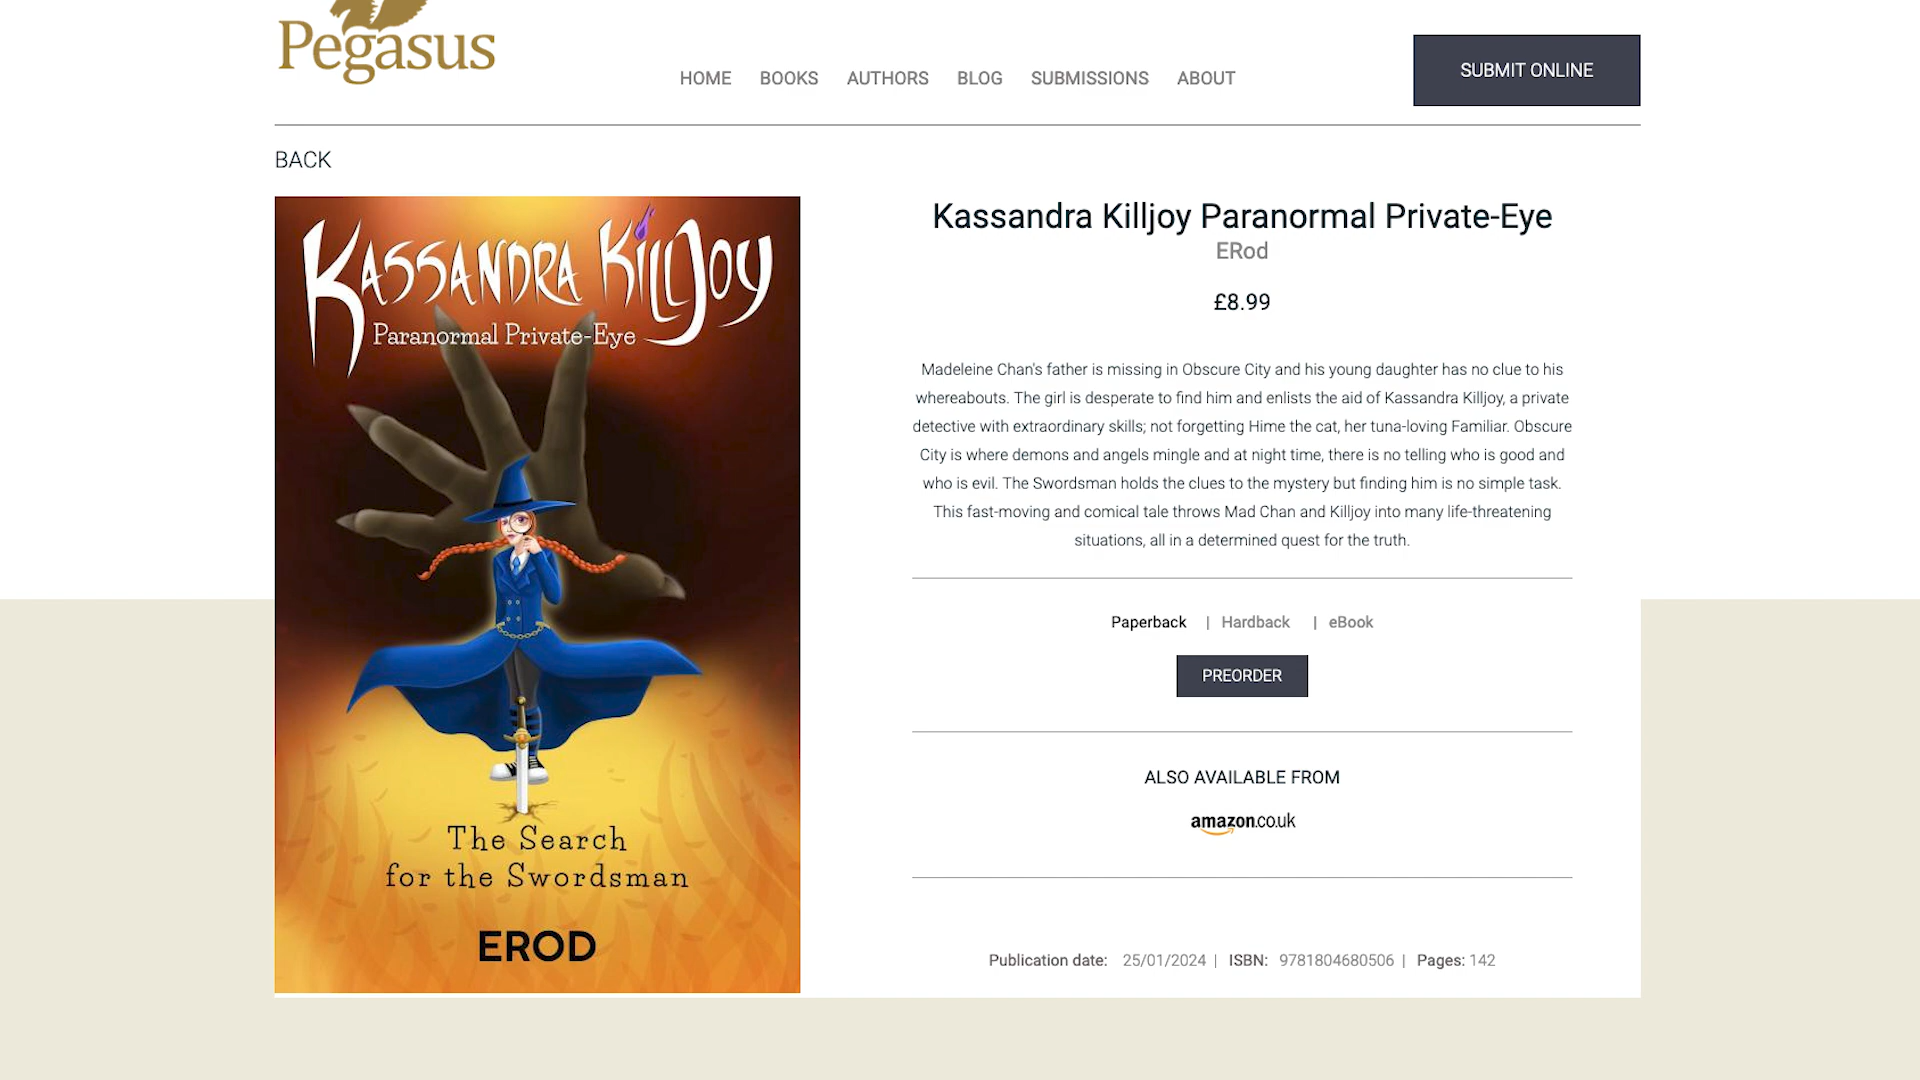 Pegasus
HOME BOOKS AUTHORS BLOG SUBMISSIONS ABOUT
SUBMIT ONLINE
BACK
KASSANDRA KILLJOY
Paranormal Private-Eye
The Search
for the Swordsman
EROD
Kassandra Killjoy Paranormal Private-Eye
ERod
£8.99
Madeleine Chan's father is missing in Obscure City and his young daughter has no clue to his
whereabouts. The girl is desperate to find him and enlists the aid of Kassandra Killjoy, a private
detective with extraordinary skills; not forgetting Hime the cat, her tuna-loving Familiar. Obscure
City is where demons and angels mingle and at night time, there is no telling who is good and
who is evil. The Swordsman holds the clues to the mystery but finding him is no simple task.
This fast-moving and comical tale throws Mad Chan and Killjoy into many life-threatening
situations, all in a determined quest for the truth.
Paperback | Hardback | eBook
PREORDER
ALSO AVAILABLE FROM
amazon.co.uk
Publication date: 25/01/2024 | ISBN: 9781804680506 | Pages: 142